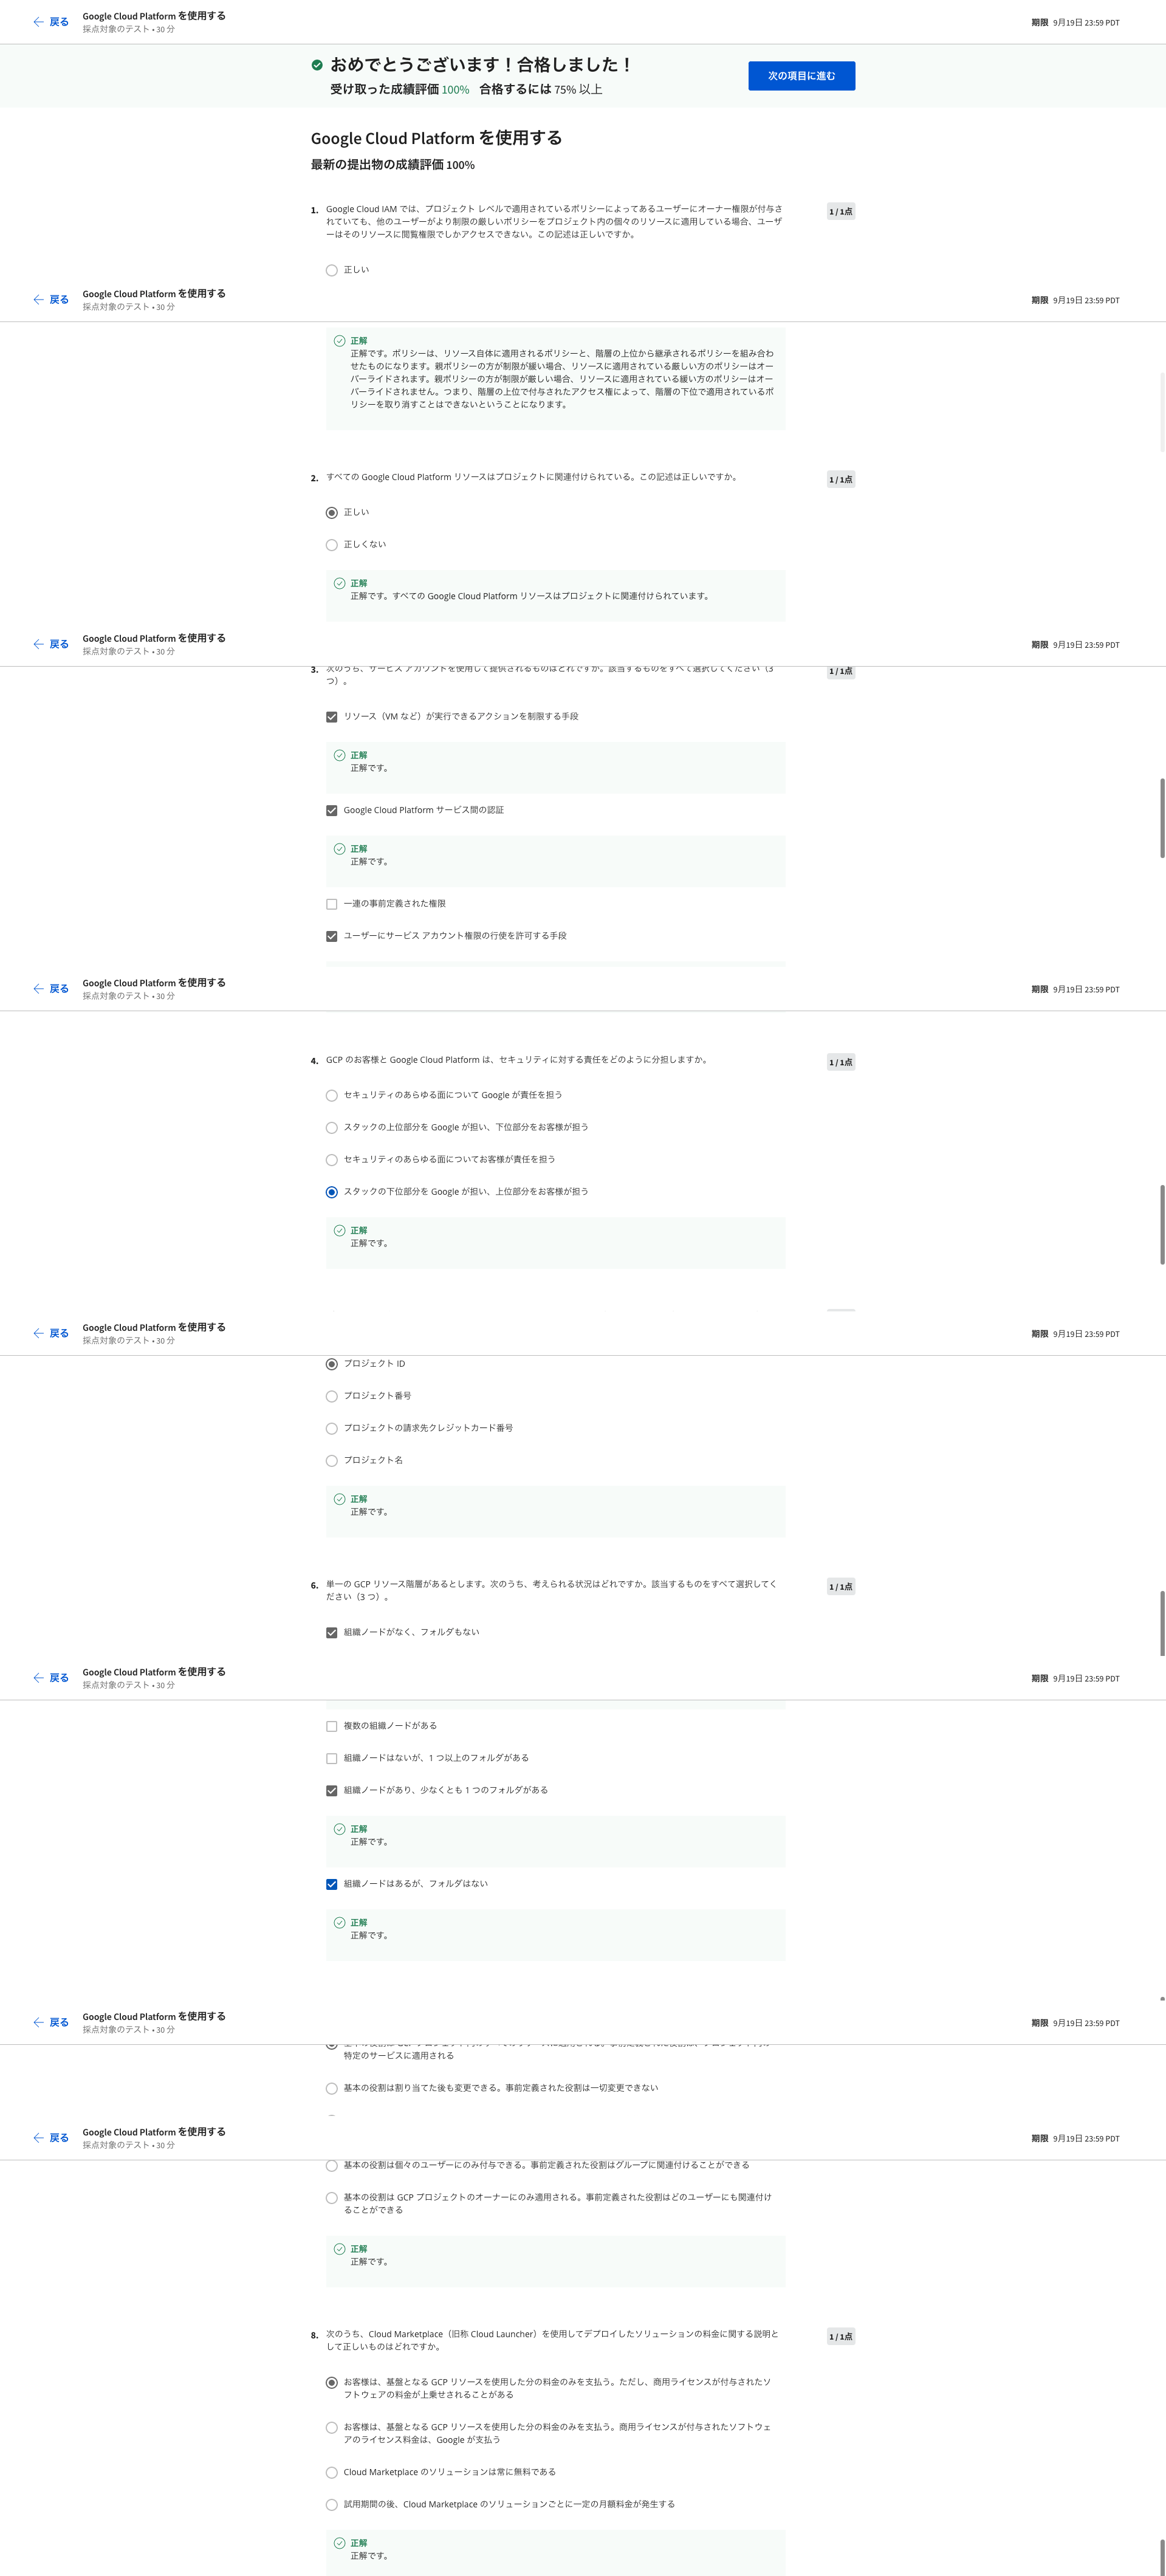 戻る
Google Cloud Platform を使用する
採点対象のテスト • 30 分
期限 9月19日 23:59 PDT
おめでとうございます！合格しました！
受け取った成績評価 100% 合格するには 75% 以上
次の項目に進む
Google Cloud Platform を使用する
最新の提出物の成績評価 100%
1. Google Cloud IAM では、プロジェクト レベルで適用されているポリシーによってあるユーザーにオーナー権限が付与さ
れていても、他のユーザーがより制限の厳しいポリシーをプロジェクト内の個々のリソースに適用している場合、ユーザ
ーはそのリソースに閲覧権限でしかアクセスできない。この記述は正しいですか。
1 / 1点
正しい
戻る
Google Cloud Platform を使用する
採点対象のテスト • 30 分
期限 9月19日 23:59 PDT
正解
正解です。ポリシーは、リソース自体に適用されるポリシーと、階層の上位から継承されるポリシーを組み合わ
せたものになります。親ポリシーの方が制限が緩い場合、リソースに適用されている厳しい方のポリシーはオー
バーライドされます。親ポリシーの方が制限が厳しい場合、リソースに適用されている緩い方のポリシーはオー
バーライドされません。つまり、階層の上位で付与されたアクセス権によって、階層の下位で適用されているポ
リシーを取り消すことはできないということになります。
2. すべての Google Cloud Platform リソースはプロジェクトに関連付けられている。この記述は正しいですか。
1 / 1点
正しい
正しくない
正解
正解です。すべての Google Cloud Platform リソースはプロジェクトに関連付けられています。
戻る
Google Cloud Platform を使用する
採点対象のテスト • 30 分
期限 9月19日 23:59 PDT
3. 次のうち、サービス アカウントを使用して提供されるものはどれですか。該当するものをすべて選択してください（3
つ）。
1 / 1点
リソース（VM など）が実行できるアクションを制限する手段
正解
正解です。
Google Cloud Platform サービス間の認証
正解
正解です。
一連の事前定義された権限
ユーザーにサービス アカウント権限の行使を許可する手段
戻る
Google Cloud Platform を使用する
採点対象のテスト • 30 分
期限 9月19日 23:59 PDT
4. GCP のお客様と Google Cloud Platform は、セキュリティに対する責任をどのように分担しますか。
1 / 1点
セキュリティのあらゆる面について Google が責任を担う
スタックの上位部分を Google が担い、下位部分をお客様が担う
セキュリティのあらゆる面についてお客様が責任を担う
スタックの下位部分を Google が担い、上位部分をお客様が担う
正解
正解です。
戻る
Google Cloud Platform を使用する
採点対象のテスト • 30 分
期限 9月19日 23:59 PDT
プロジェクト ID
プロジェクト番号
プロジェクトの請求先クレジットカード番号
プロジェクト名
正解
正解です。
6. 単一の GCP リソース階層があるとします。次のうち、考えられる状況はどれですか。該当するものをすべて選択してく
ださい（3 つ）。
1 / 1点
組織ノードがなく、フォルダもない
戻る
Google Cloud Platform を使用する
採点対象のテスト • 30 分
期限 9月19日 23:59 PDT
複数の組織ノードがある
組織ノードはないが、1 つ以上のフォルダがある
組織ノードがあり、少なくとも 1 つのフォルダがある
正解
正解です。
組織ノードはあるが、フォルダはない
正解
正解です。
戻る
Google Cloud Platform を使用する
採点対象のテスト • 30 分
期限 9月19日 23:59 PDT
特定のサービスに適用される
基本の役割は割り当てた後も変更できる。事前定義された役割は一切変更できない
戻る
Google Cloud Platform を使用する
採点対象のテスト • 30 分
期限 9月19日 23:59 PDT
基本の役割は個々のユーザーにのみ付与できる。事前定義された役割はグループに関連付けることができる
基本の役割は GCP プロジェクトのオーナーにのみ適用される。事前定義された役割はどのユーザーにも関連付け
ることができる
正解
正解です。
8. 次のうち、Cloud Marketplace（旧称 Cloud Launcher）を使用してデプロイしたソリューションの料金に関する説明と
して正しいものはどれですか。
1 / 1点
お客様は、基盤となる GCP リソースを使用した分の料金のみを支払う。ただし、商用ライセンスが付与されたソ
フトウェアの料金が上乗せされることがある
お客様は、基盤となる GCP リソースを使用した分の料金のみを支払う。商用ライセンスが付与されたソフトウェ
アのライセンス料金は、Google が支払う
Cloud Marketplace のソリューションは常に無料である
試用期間の後、Cloud Marketplace のソリューションごとに一定の月額料金が発生する
正解
正解です。